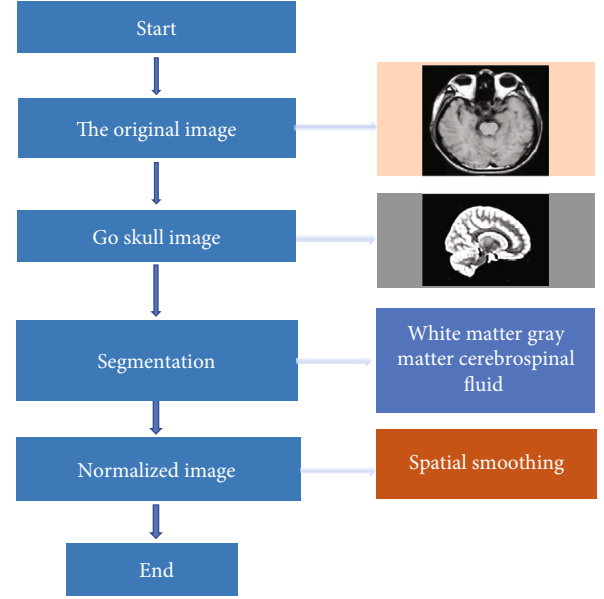 Start
The original image
Go skull image
Segmentation
White matter gray
matter cerebrospinal
fluid
Normalized image
Spatial smoothing
End